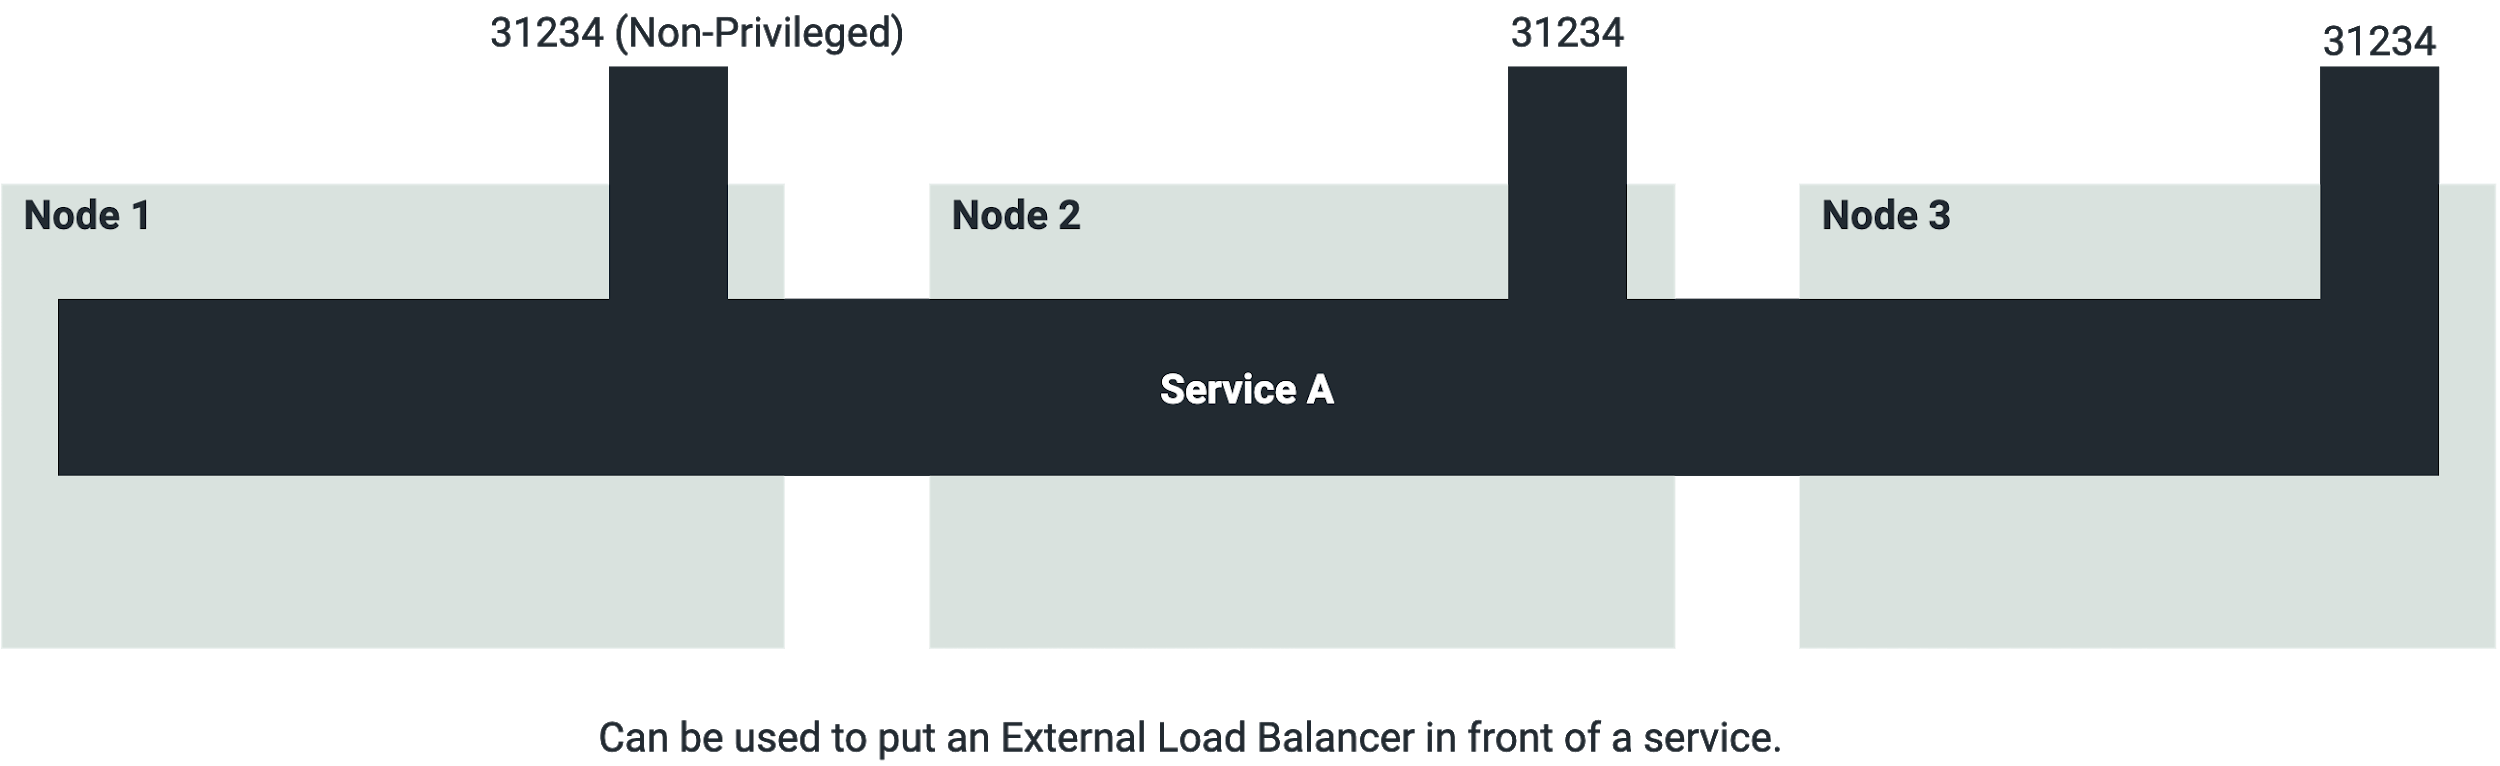 31234 (Non-Privileged)
31234
31234
Node 1
Node 2
Node 3
Service A
Can be used to put an External Load Balancer in front of a service.